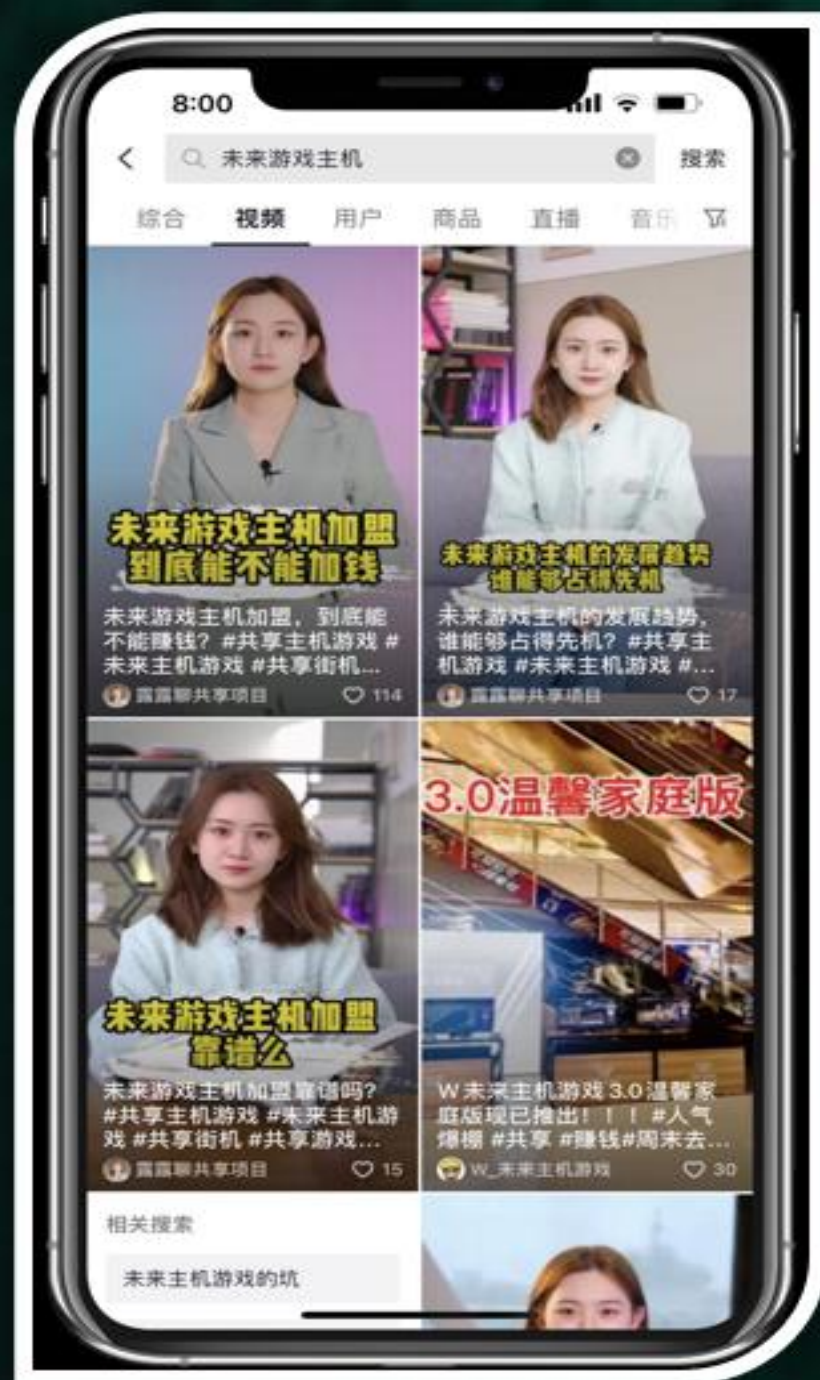 8:00
未来游戏主机
搜索
综合 视频 用户 商品 直播 音乐
未来游戏主机加盟
到底能不能加钱
未来游戏主机加盟，到底能
不能赚钱？#共享主机游戏 #
未来主机游戏 #共享街机...
露露聊共享项目 114
未来游戏主机的发展趋势
谁能够占得先机
未来游戏主机的发展趋势，
谁能够占得先机？#共享主
机游戏 #未来主机游戏 #...
露露聊共享项目 17
未来游戏主机加盟
靠谱么
未来游戏主机加盟靠谱吗？
#共享主机游戏 #未来主机游
戏 #共享街机 #共享游戏...
露露聊共享项目 15
3.0温馨家庭版
W未来主机游戏 3.0温馨家
庭版现已推出！！！#人气
爆棚 #共享 #赚钱#周末去...
W_未来主机游戏 30
相关搜索
未来主机游戏的坑